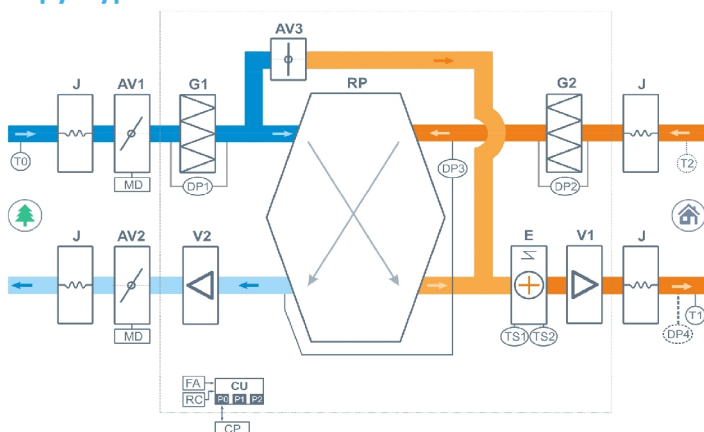 AV3
J AV1 G1 RP G2 J
T0 MD DP1 DP3 DP2 T2
J AV2 V2 E V1 J
MD TS1 TS2 DP4 T1
FA CU
RC P0 P1 P2
CP